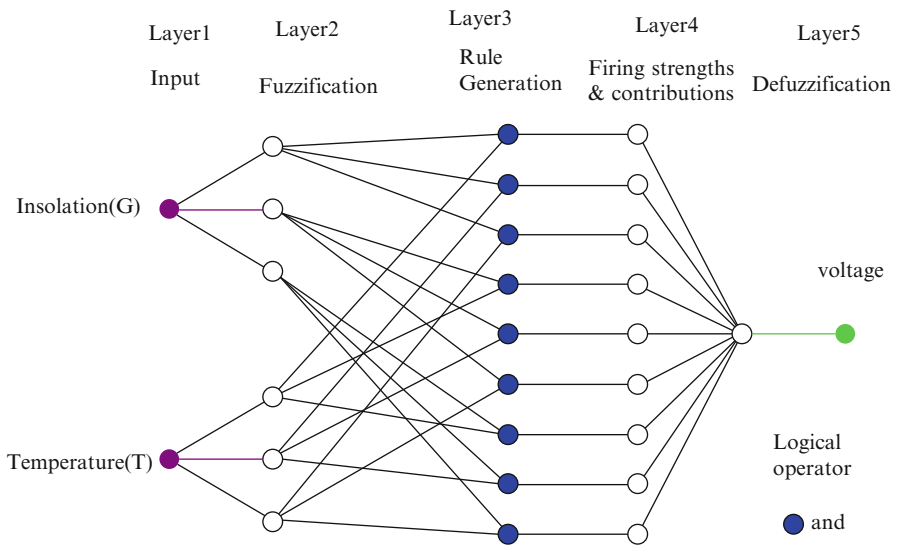 Layer1
Layer2
Layer3
Layer4
Layer5
Input
Fuzzification
Rule
Generation
Firing strengths
& contributions
Defuzzification
Insolation(G)
voltage
Temperature(T)
Logical
operator
and